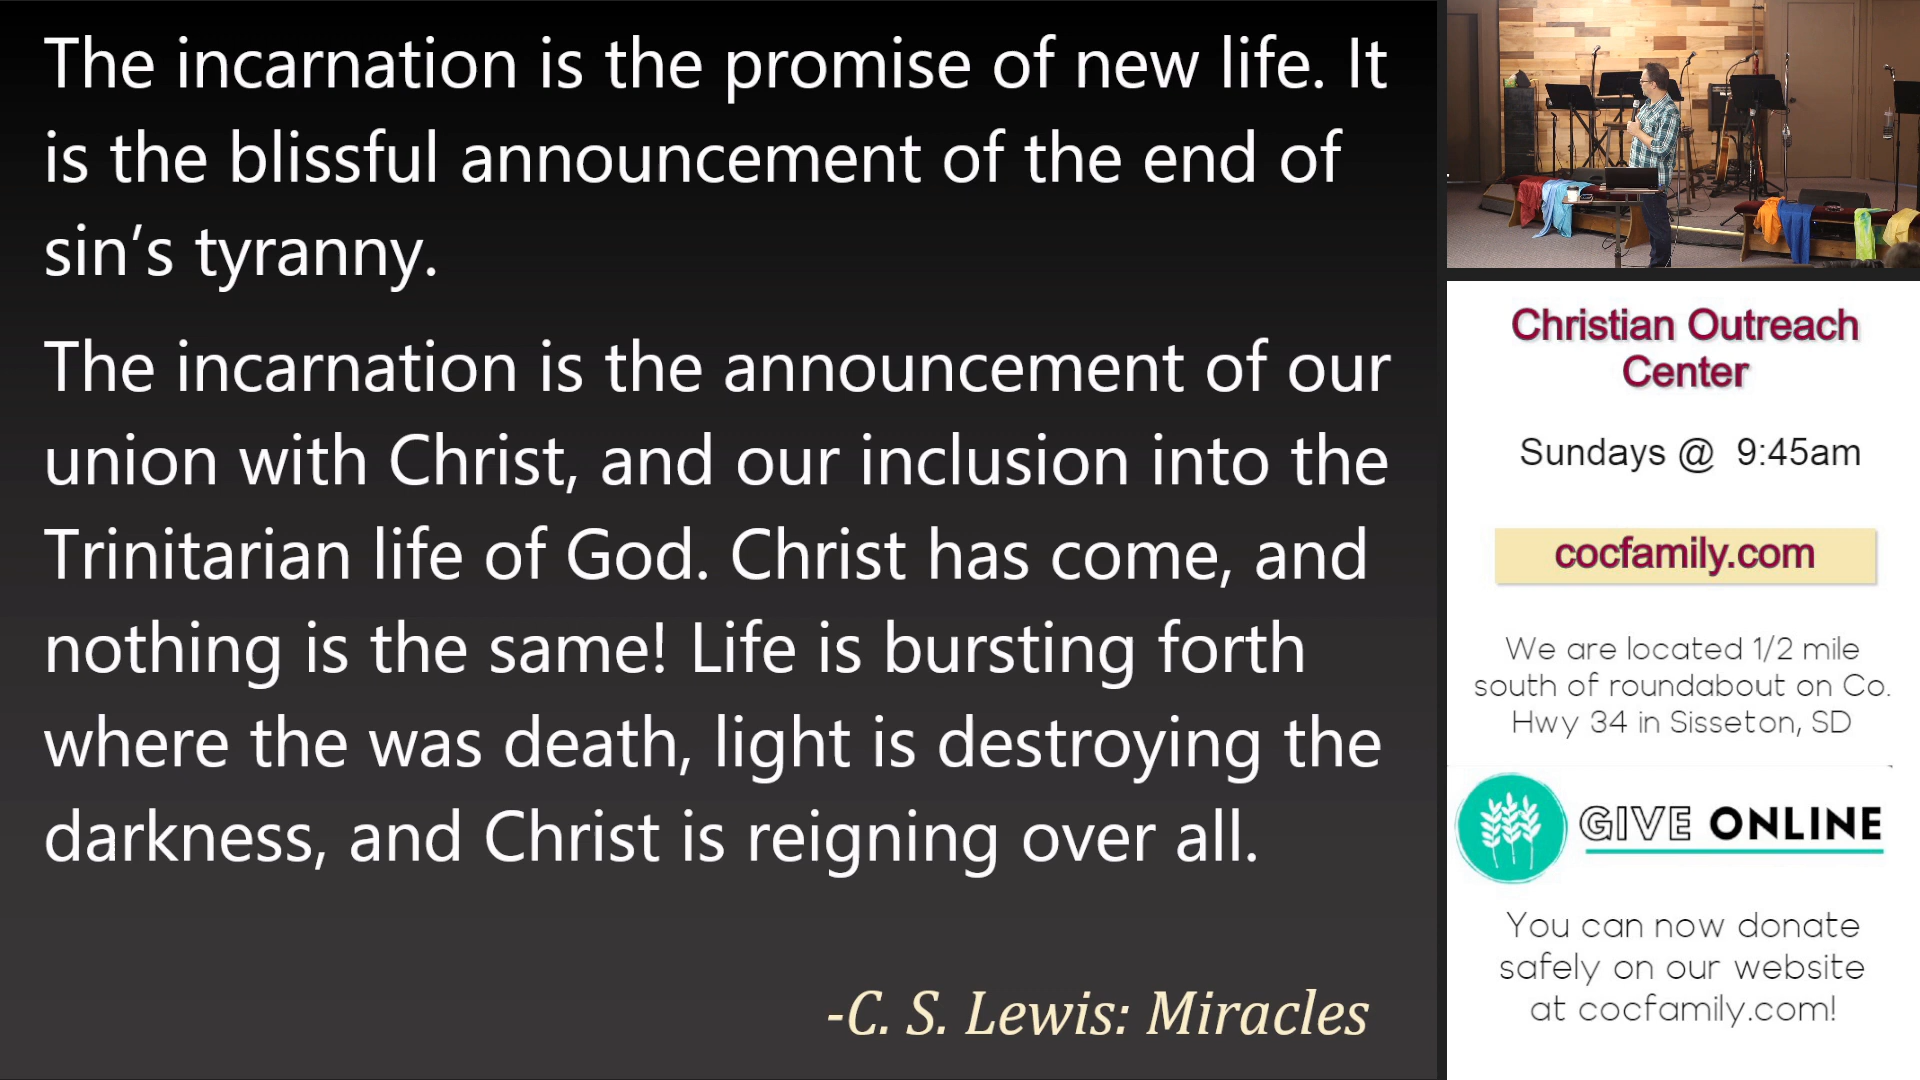 The incarnation is the promise of new life. It
is the blissful announcement of the end of
sin’s tyranny.
The incarnation is the announcement of our
union with Christ, and our inclusion into the
Trinitarian life of God. Christ has come, and
nothing is the same! Life is bursting forth
where the was death, light is destroying the
darkness, and Christ is reigning over all.
-C. S. Lewis: Miracles
Christian Outreach
Center
Sundays @ 9:45am
cocfamily.com
We are located 1/2 mile
south of roundabout on Co.
Hwy 34 in Sisseton, SD
GIVE ONLINE
You can now donate
safely on our website
at cocfamily.com!